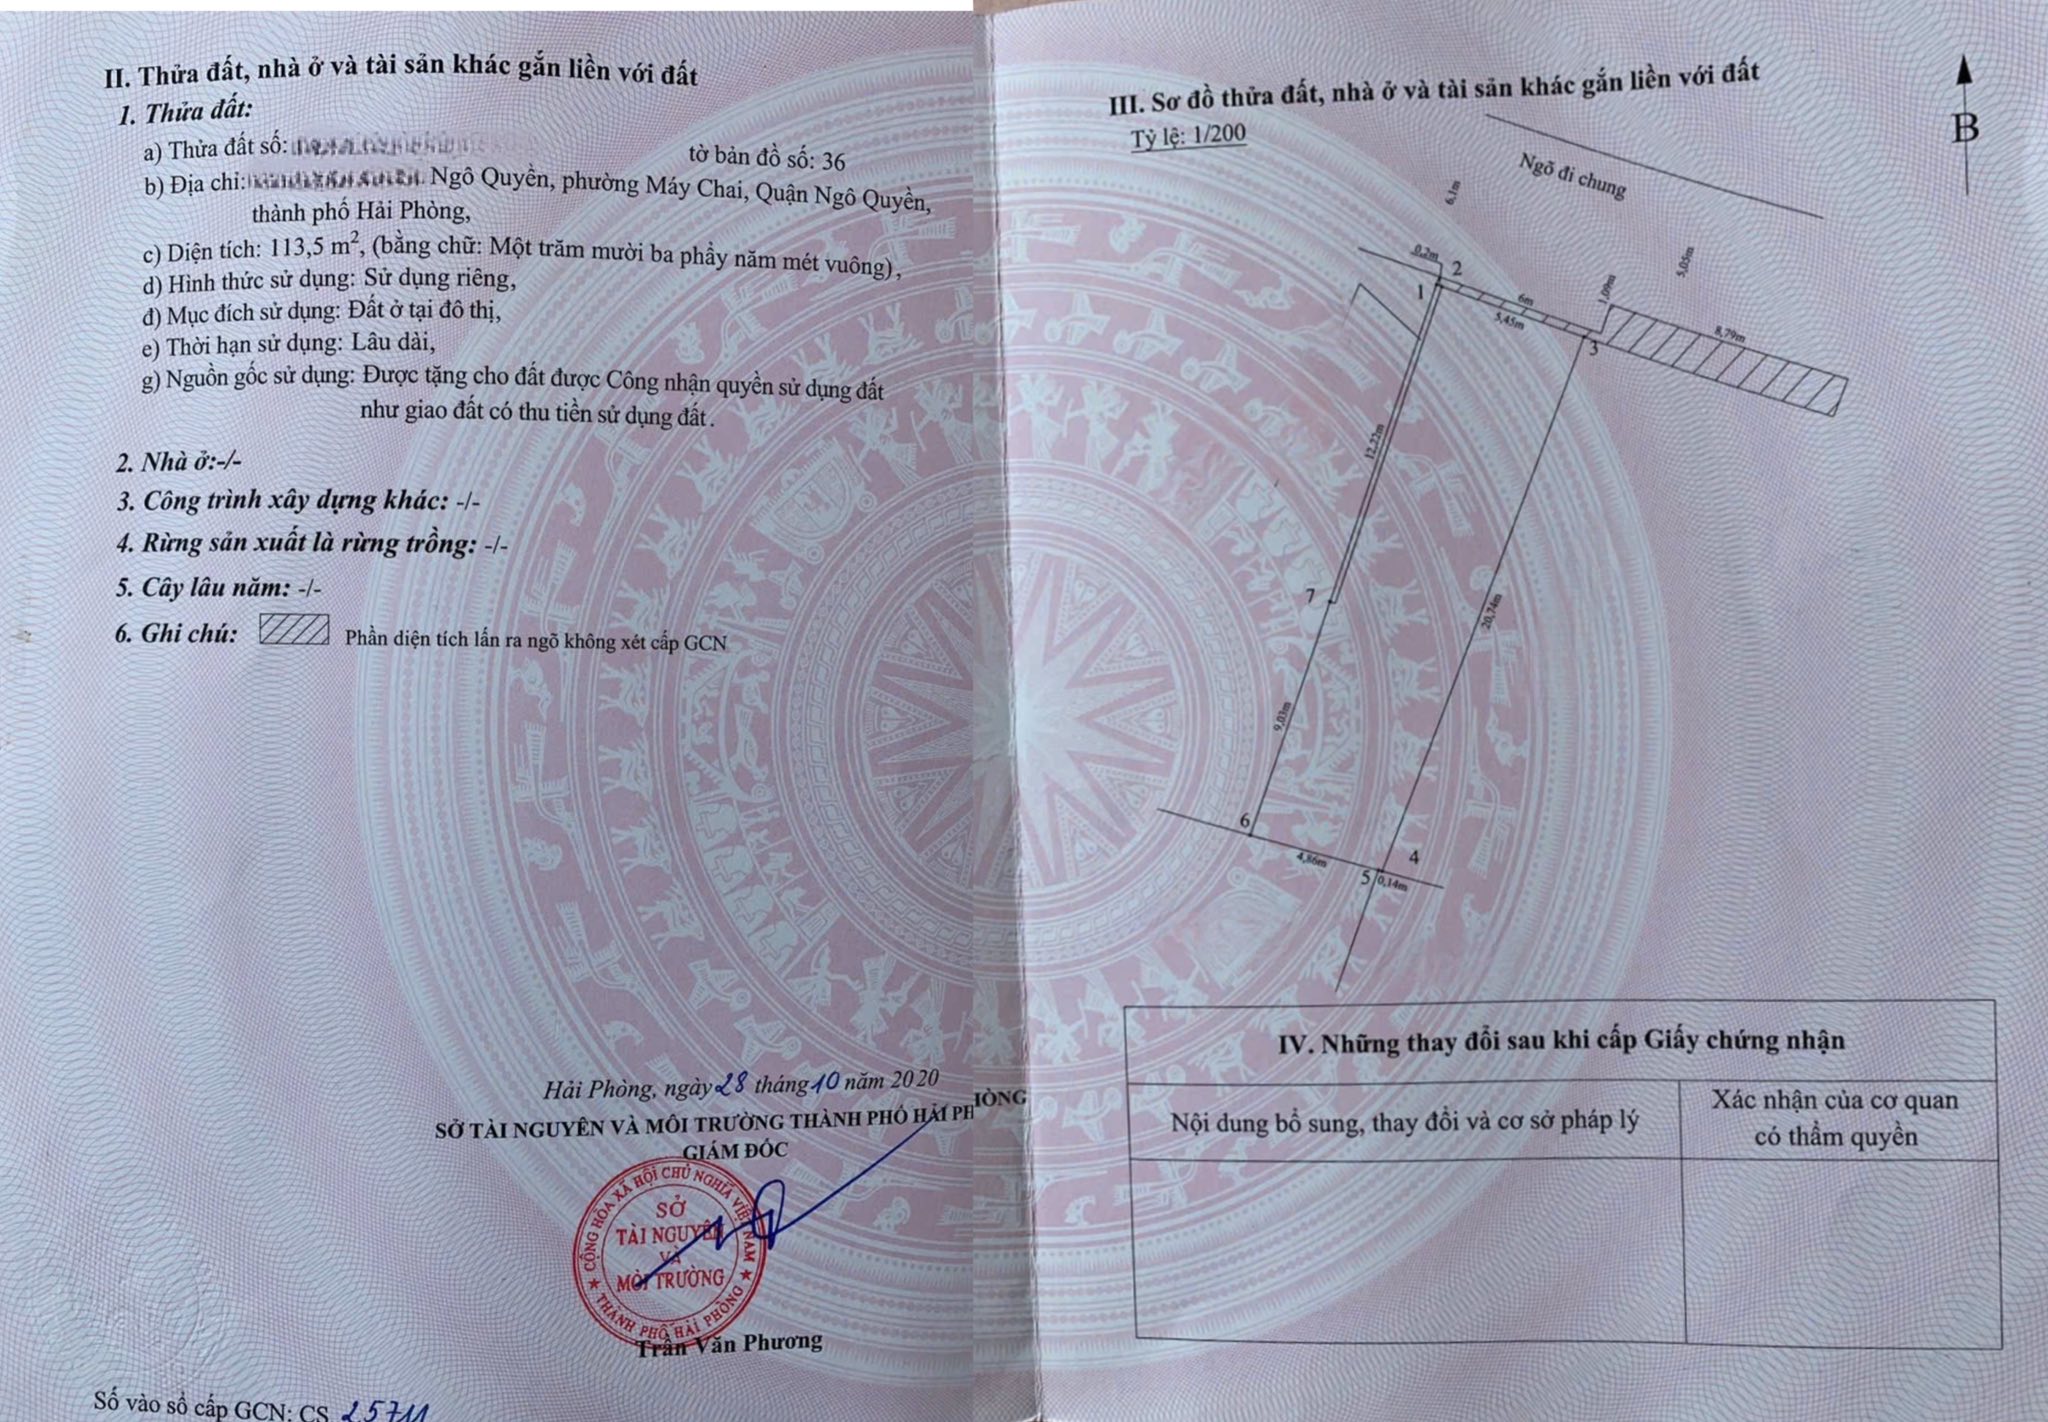 II. Thửa đất, nhà ở và tài sản khác gắn liền với đất
1. Thửa đất:
a) Thửa đất số: tờ bản đồ số: 36
b) Địa chỉ: Ngô Quyền, phường Máy Chai, Quận Ngô Quyền,
thành phố Hải Phòng,
c) Diện tích: 113,5 m², (bằng chữ: Một trăm mười ba phẩy năm mét vuông),
d) Hình thức sử dụng: Sử dụng riêng,
đ) Mục đích sử dụng: Đất ở tại đô thị,
e) Thời hạn sử dụng: Lâu dài,
g) Nguồn gốc sử dụng: Được tặng cho đất được Công nhận quyền sử dụng đất
như giao đất có thu tiền sử dụng đất.
2. Nhà ở:-/-
3. Công trình xây dựng khác: -/-
4. Rừng sản xuất là rừng trồng: -/-
5. Cây lâu năm: -/-
6. Ghi chú: Phần diện tích lấn ra ngõ không xét cấp GCN
Hải Phòng, ngày 28 tháng 10 năm 2020
SỞ TÀI NGUYÊN VÀ MÔI TRƯỜNG THÀNH PHỐ HẢI PHÒNG
GIÁM ĐỐC
CỘNG HÒA XÃ HỘI CHỦ NGHĨA VIỆT NAM
SỞ
TÀI NGUYÊN
VÀ
MÔI TRƯỜNG
THÀNH PHỐ HẢI PHÒNG
Trần Văn Phương
Số vào sổ cấp GCN: CS 25711
III. Sơ đồ thửa đất, nhà ở và tài sản khác gắn liền với đất
Tỷ lệ: 1/200
B
Ngõ đi chung
6,1m
5,05m
0,2m
2
1
6m
5,45m
1,09m
3
8,79m
12,22m
7
20,74m
9,03m
6
4,86m
4
5
0,14m
IV. Những thay đổi sau khi cấp Giấy chứng nhận
Nội dung bổ sung, thay đổi và cơ sở pháp lý
Xác nhận của cơ quan
có thẩm quyền